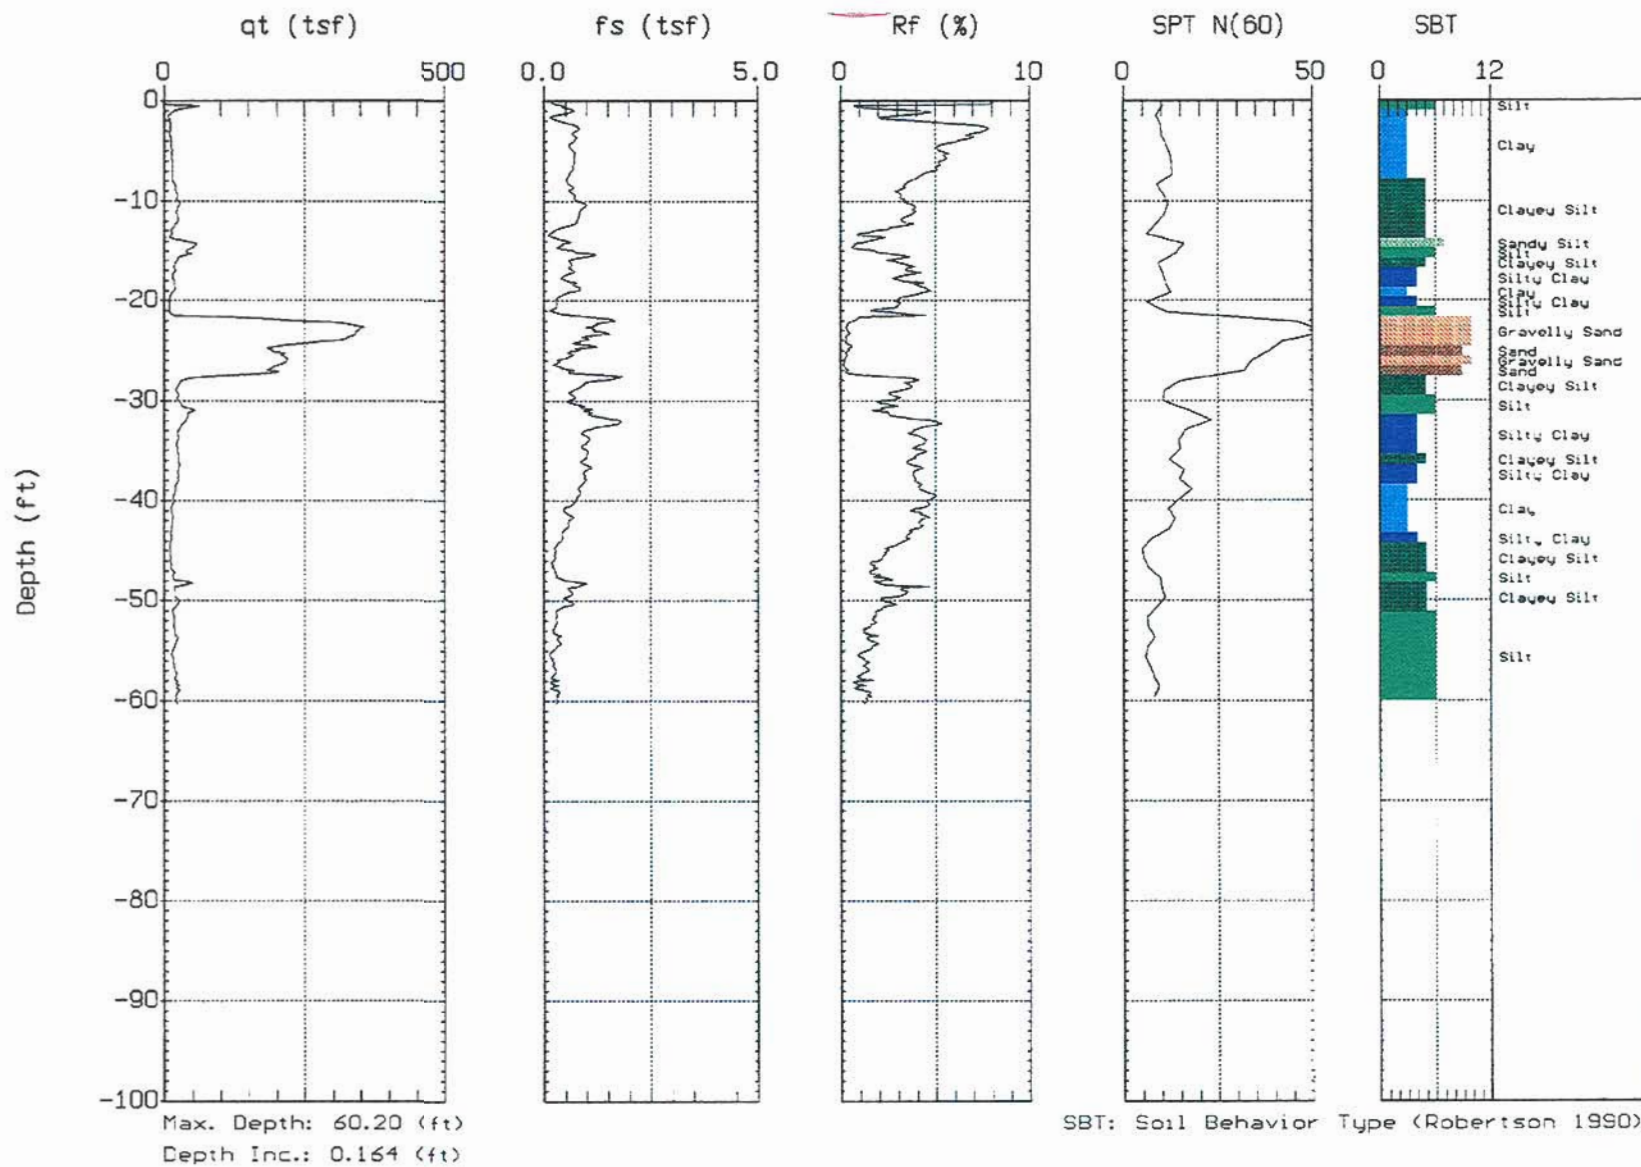 qt (tsf) fs (tsf) Rf (%) SPT N(60) SBT
0 500 0.0 5.0 0 10 0 50 0 12
0
-10
-20
-30
-40
-50
-60
-70
-80
-90
-100
Depth (ft)
Silt
Clay
Clayey Silt
Sandy Silt
Silt
Clayey Silt
Silty Clay
Clay
Silty Clay
Silt
Gravelly Sand
Sand
Gravelly Sand
Sand
Clayey Silt
Silt
Silty Clay
Clayey Silt
Silty Clay
Clay
Silty Clay
Clayey Silt
Silt
Clayey Silt
Silt
Max. Depth: 60.20 (ft)
Depth Inc.: 0.164 (ft)
SBT: Soil Behavior Type (Robertson 1990)